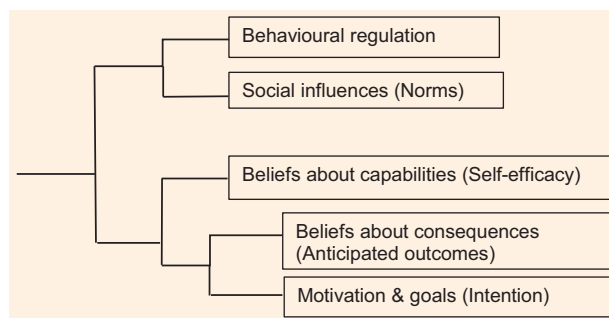 Behavioural regulation
Social influences (Norms)
Beliefs about capabilities (Self-efficacy)
Beliefs about consequences
(Anticipated outcomes)
Motivation & goals (Intention)